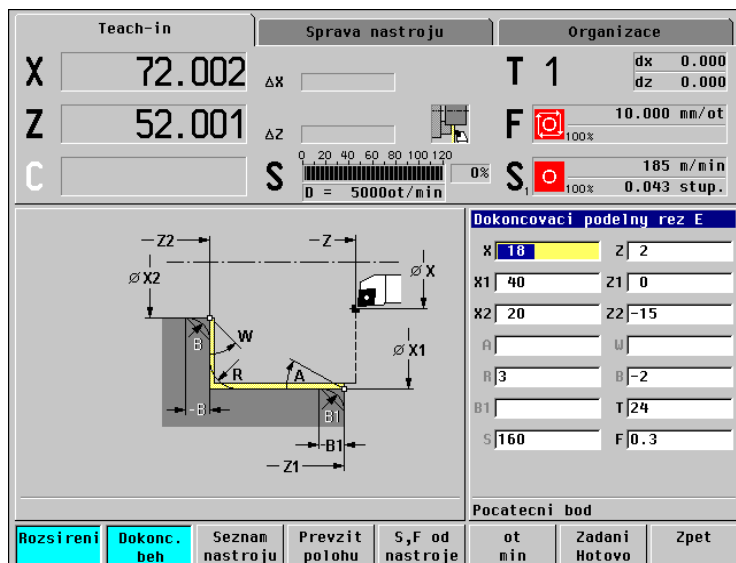 Teach-in
Sprava nastroju
Organizace
X 72.002 ΔX
T 1 dx 0.000
dz 0.000
Z 52.001 ΔZ
F 100% 10.000 mm/ot
C
S 0 20 40 60 80 100 120 0%
D = 5000ot/min
S1 100% 185 m/min
0.043 stup.
Z2 Z
Ø X2 Ø X
B W
R A Ø X1
-B B1
-B1
Z1
Dokoncovaci podelny rez E
X 18 Z 2
X1 40 Z1 0
X2 20 Z2 -15
A W
R 3 B -2
B1 T 24
S 160 F 0.3
Pocatecni bod
Rozsireni
Dokonc. beh
Seznam nastroju
Prevzit polohu
S,F od nastroje
ot min
Zadani Hotovo
Zpet